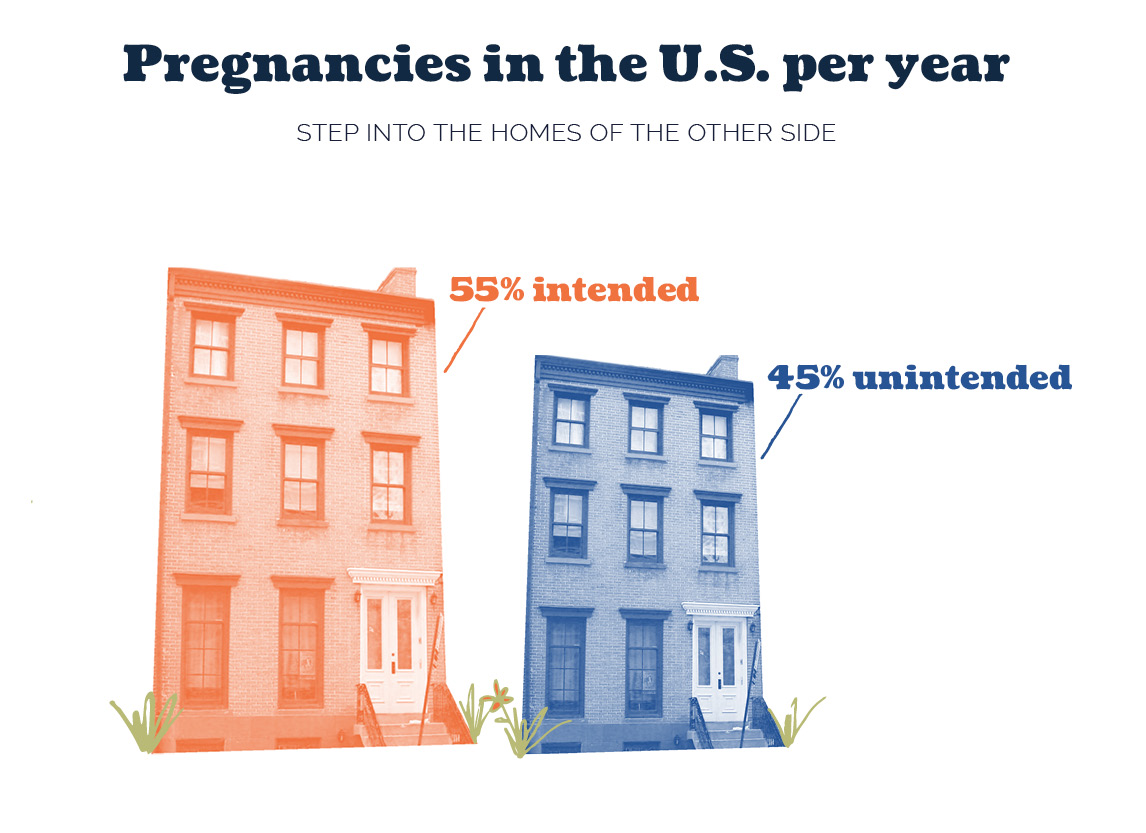 Pregnancies in the U.S. per year
STEP INTO THE HOMES OF THE OTHER SIDE
55% intended
45% unintended